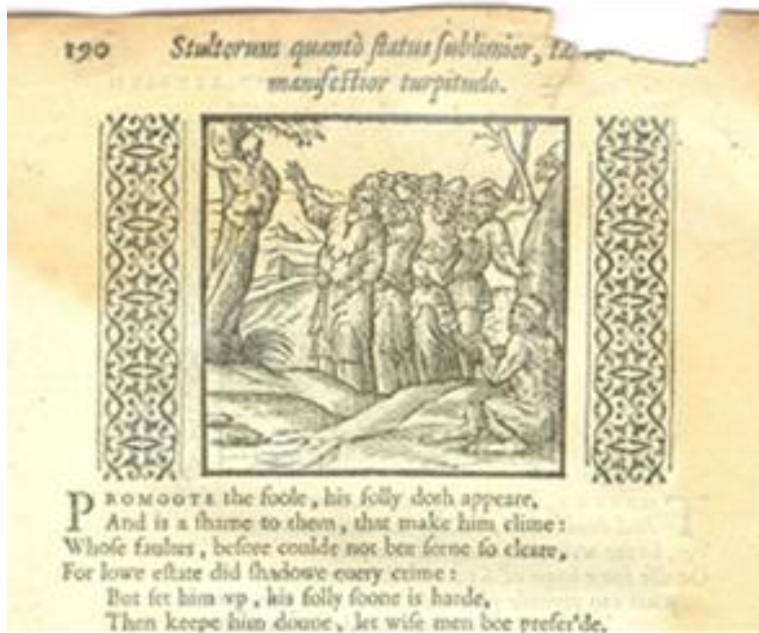 190 Stultorum quantò status sublimior,
manifestior turpitudo.
PROMOOTE the foole, his folly doth appeare,
And is a shame to them, that make him clime:
Whose faultes, before coulde not bee seene so cleare,
For lowe estate did shadowe euery crime:
But set him vp, his folly soone is harde,
Then keepe him doune, let wise men bee prefer'de,